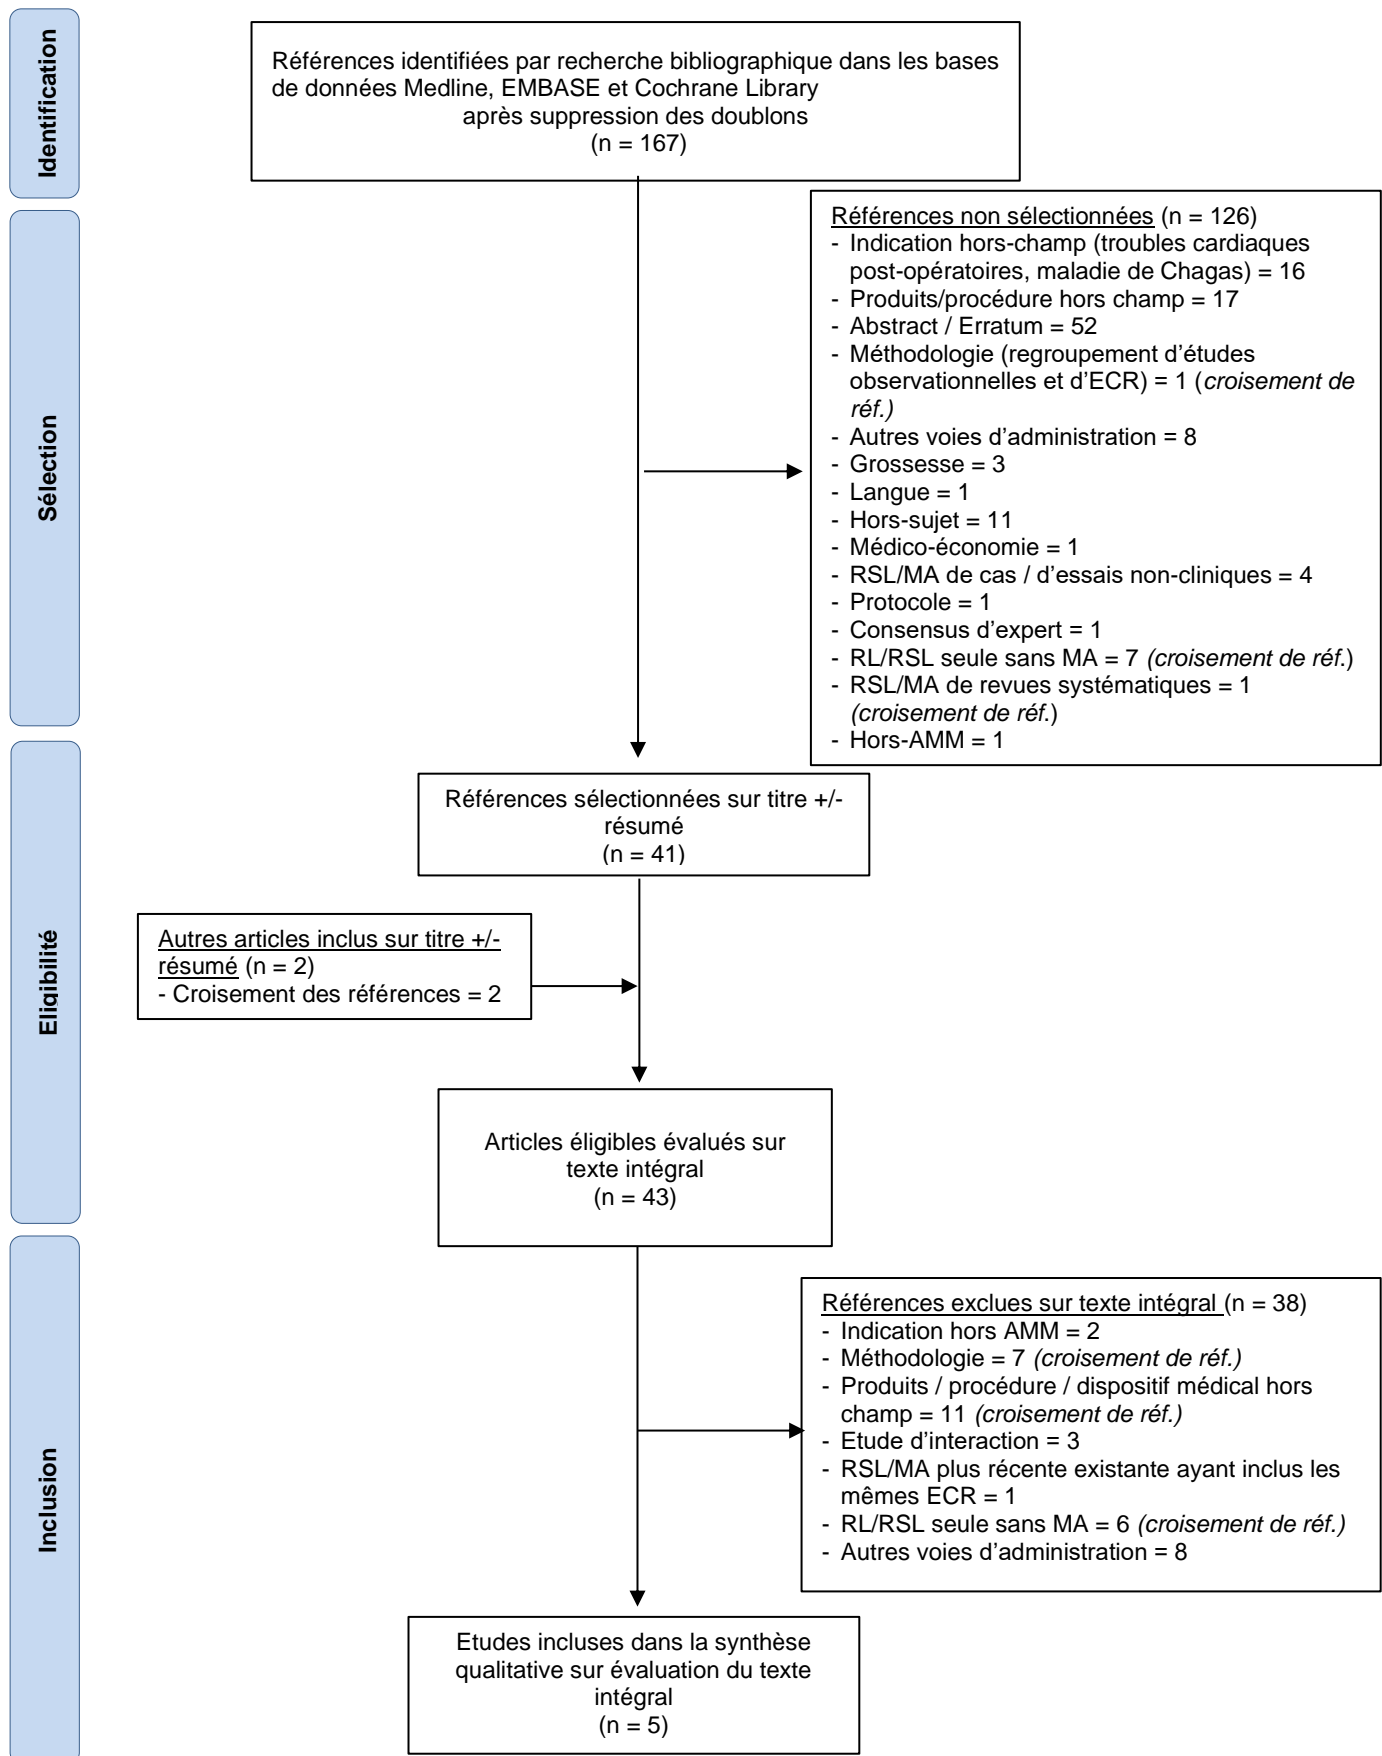 Identification
Références identifiées par recherche bibliographique dans les bases
de données Medline, EMBASE et Cochrane Library
après suppression des doublons
(n = 167)
Sélection
Références non sélectionnées (n = 126)
- Indication hors-champ (troubles cardiaques
post-opératoires, maladie de Chagas) = 16
- Produits/procédure hors champ = 17
- Abstract / Erratum = 52
- Méthodologie (regroupement d’études
observationnelles et d’ECR) = 1 (croisement de
réf.)
- Autres voies d’administration = 8
- Grossesse = 3
- Langue = 1
- Hors-sujet = 11
- Médico-économie = 1
- RSL/MA de cas / d’essais non-cliniques = 4
- Protocole = 1
- Consensus d’expert = 1
- RL/RSL seule sans MA = 7 (croisement de réf.)
- RSL/MA de revues systématiques = 1
(croisement de réf.)
- Hors-AMM = 1
Eligibilité
Références sélectionnées sur titre +/-
résumé
(n = 41)
Autres articles inclus sur titre +/-
résumé (n = 2)
- Croisement des références = 2
Articles éligibles évalués sur
texte intégral
(n = 43)
Inclusion
Références exclues sur texte intégral (n = 38)
- Indication hors AMM = 2
- Méthodologie = 7 (croisement de réf.)
- Produits / procédure / dispositif médical hors
champ = 11 (croisement de réf.)
- Etude d’interaction = 3
- RSL/MA plus récente existante ayant inclus les
mêmes ECR = 1
- RL/RSL seule sans MA = 6 (croisement de réf.)
- Autres voies d’administration = 8
Etudes incluses dans la synthèse
qualitative sur évaluation du texte
intégral
(n = 5)